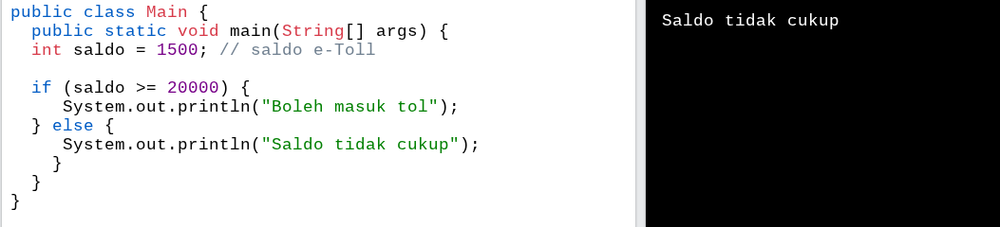 public class Main {
  public static void main(String[] args) {
  int saldo = 1500; // saldo e-Toll

  if (saldo >= 20000) {
     System.out.println("Boleh masuk tol");
  } else {
     System.out.println("Saldo tidak cukup");
    }
  }
}
Saldo tidak cukup